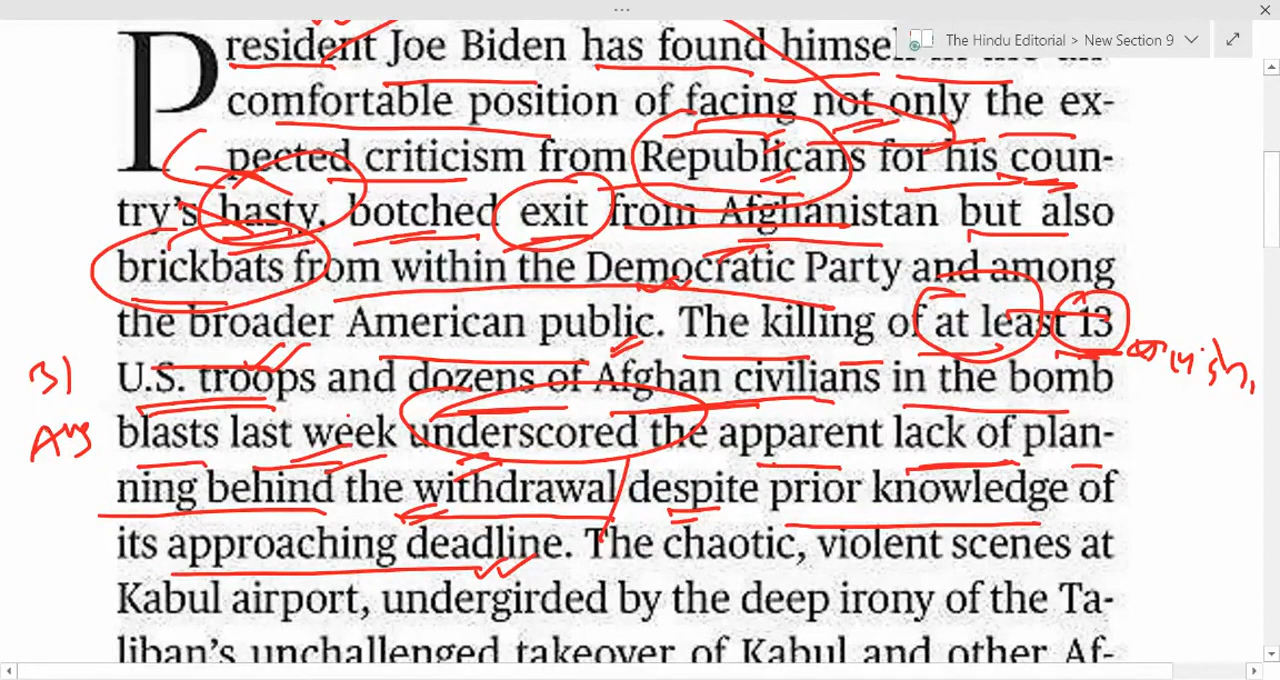 The Hindu Editorial > New Section 9
President Joe Biden has found himsel
comfortable position of facing not only the ex-
pected criticism from Republicans for his coun-
try's hasty, botched exit from Afghanistan but also
brickbats from within the Democratic Party and among
the broader American public. The killing of at least 13
U.S. troops and dozens of Afghan civilians in the bomb
31
blasts last week underscored the apparent lack of plan-
Aug
ning behind the withdrawal despite prior knowledge of
its approaching deadline. The chaotic, violent scenes at
Kabul airport, undergirded by the deep irony of the Ta-
liban's unchallenged takeover of Kabul and other Af-